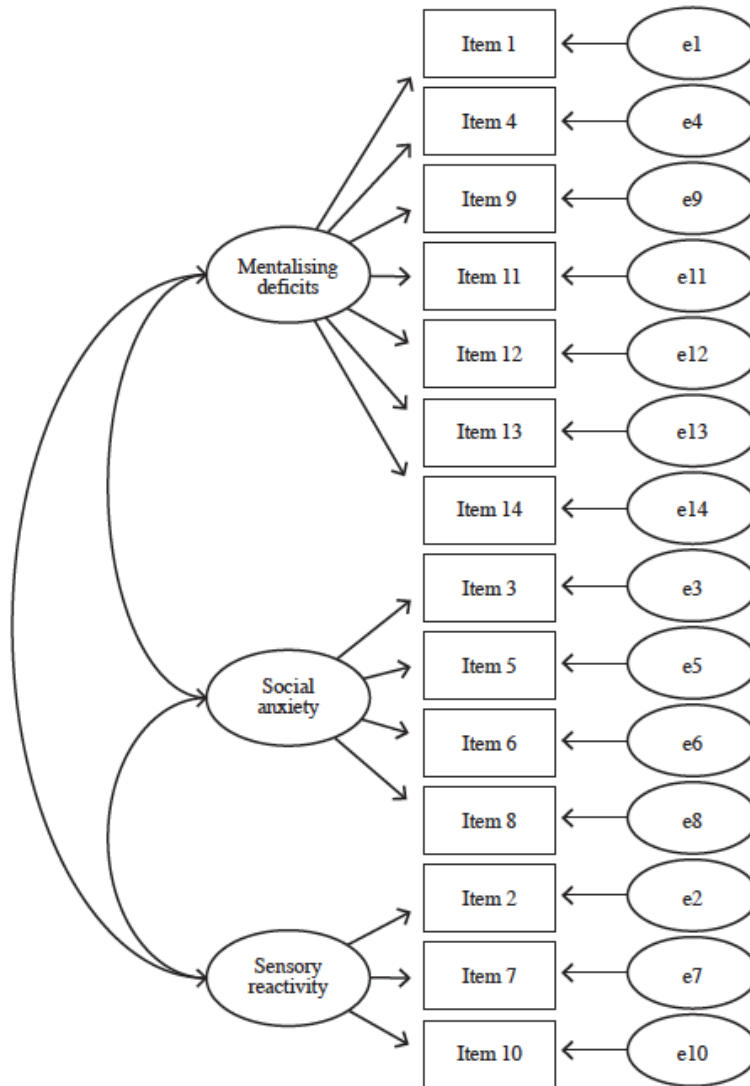 Item 1
e1
Item 4
e4
Item 9
e9
Mentalising
deficits
Item 11
e11
Item 12
e12
Item 13
e13
Item 14
e14
Item 3
e3
Social
anxiety
Item 5
e5
Item 6
e6
Item 8
e8
Item 2
e2
Sensory
reactivity
Item 7
e7
Item 10
e10